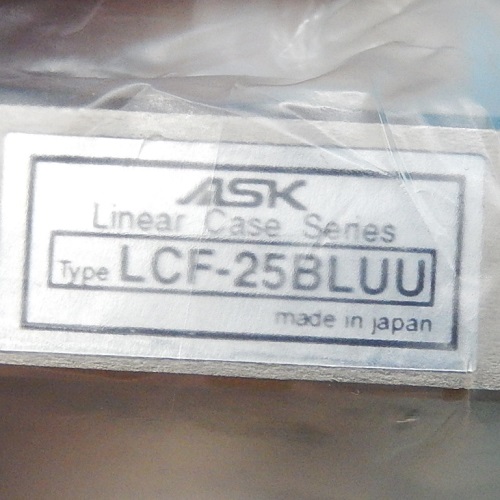 ASK
Linear Case Series
Type LCF-25BLUU
made in japan